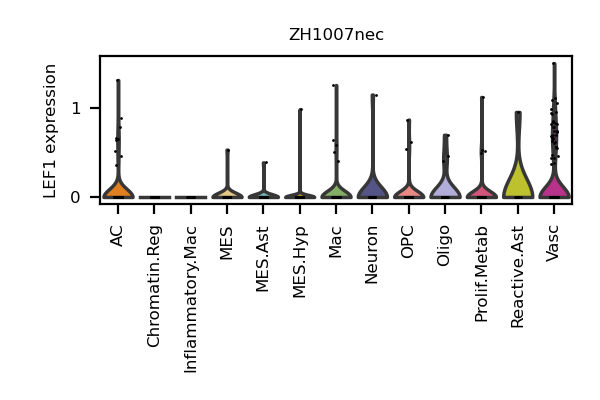 ZH1007nec
LEF1 expression
1
0
AC
Chromatin.Reg
Inflammatory.Mac
MES
MES.Ast
MES.Hyp
Mac
Neuron
OPC
Oligo
Prolif.Metab
Reactive.Ast
Vasc